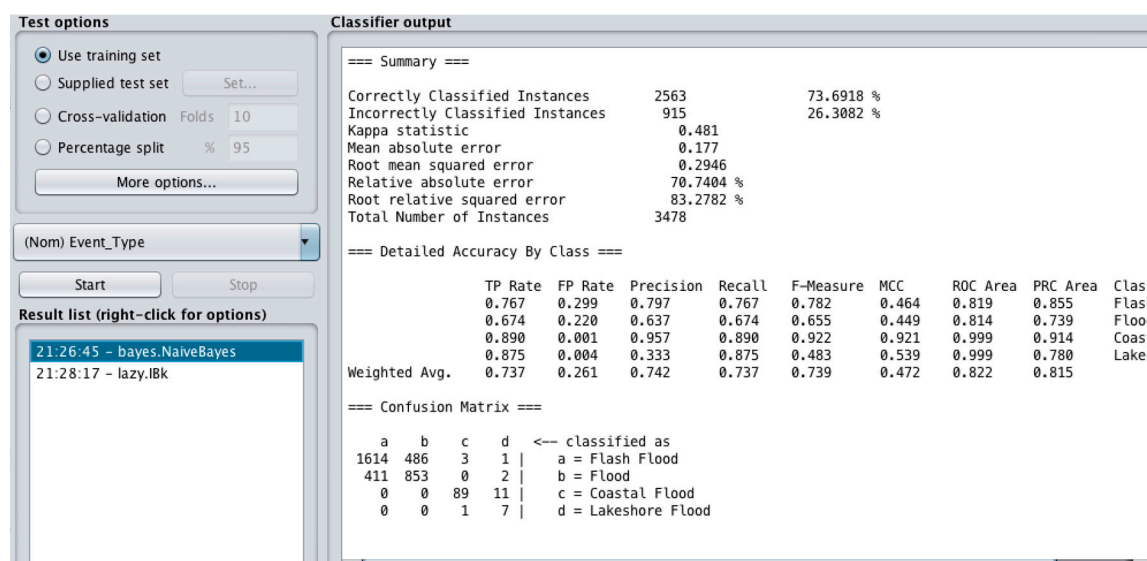 Test options
Use training set
Supplied test set Set...
Cross-validation Folds 10
Percentage split % 95
More options...
(Nom) Event_Type
Start Stop
Result list (right-click for options)
21:26:45 - bayes.NaiveBayes
21:28:17 - lazy.IBk
Classifier output
=== Summary ===
Correctly Classified Instances 2563 73.6918 %
Incorrectly Classified Instances 915 26.3082 %
Kappa statistic 0.481
Mean absolute error 0.177
Root mean squared error 0.2946
Relative absolute error 70.7404 %
Root relative squared error 83.2782 %
Total Number of Instances 3478
=== Detailed Accuracy By Class ===
TP Rate FP Rate Precision Recall F-Measure MCC ROC Area PRC Area Clas
0.767 0.299 0.797 0.767 0.782 0.464 0.819 0.855 Flas
0.674 0.220 0.637 0.674 0.655 0.449 0.814 0.739 Floo
0.890 0.001 0.957 0.890 0.922 0.921 0.999 0.914 Coas
0.875 0.004 0.333 0.875 0.483 0.539 0.999 0.780 Lake
Weighted Avg. 0.737 0.261 0.742 0.737 0.739 0.472 0.822 0.815
=== Confusion Matrix ===
a b c d <-- classified as
1614 486 3 1 | a = Flash Flood
411 853 0 2 | b = Flood
0 0 89 11 | c = Coastal Flood
0 0 1 7 | d = Lakeshore Flood